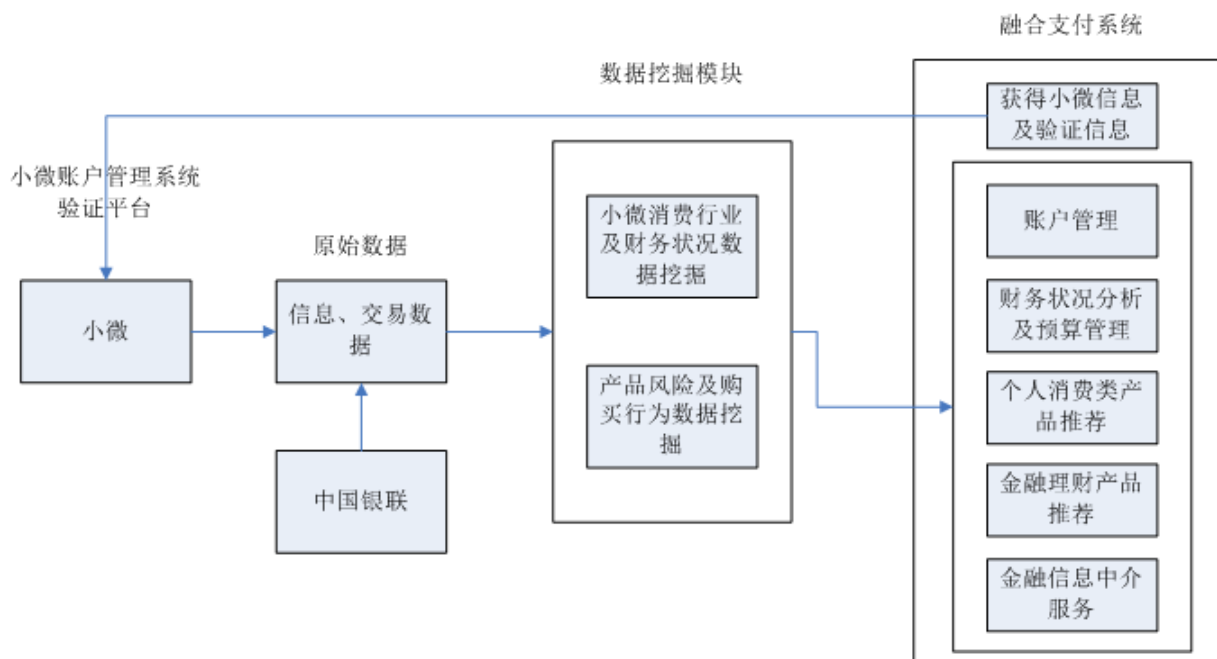 融合支付系统
数据挖掘模块
获得小微信息
及验证信息
小微账户管理系统
验证平台
原始数据
小微
信息、交易数
据
中国银联
小微消费行业
及财务状况数
据挖掘
产品风险及购
买行为数据挖
掘
账户管理
财务状况分析
及预算管理
个人消费类产
品推荐
金融理财产品
推荐
金融信息中介
服务